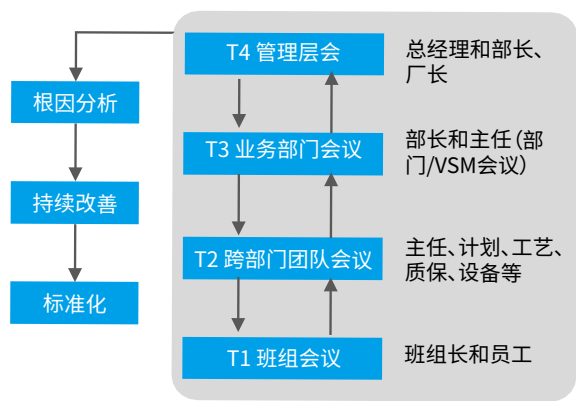 T4 管理层会
总经理和部长、
厂长
根因分析
T3 业务部门会议
部长和主任(部
门/VSM会议)
持续改善
T2 跨部门团队会议
主任、计划、工艺、
质保、设备等
标准化
T1 班组会议
班组长和员工